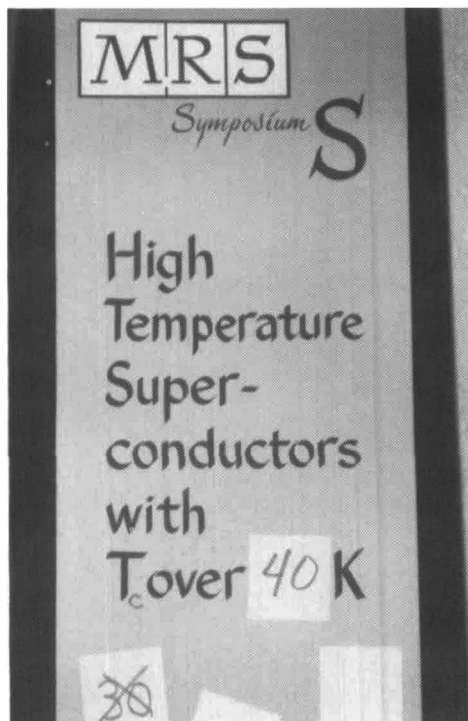 MRS
Symposium S
High
Temperature
Super-
conductors
with
Tc over 40 K
30